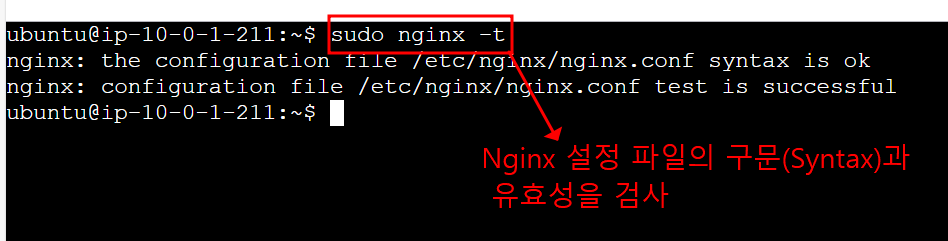 ubuntu@ip-10-0-1-211:~$ sudo nginx -t
nginx: the configuration file /etc/nginx/nginx.conf syntax is ok
nginx: configuration file /etc/nginx/nginx.conf test is successful
ubuntu@ip-10-0-1-211:~$
Nginx 설정 파일의 구문(Syntax)과
유효성을 검사